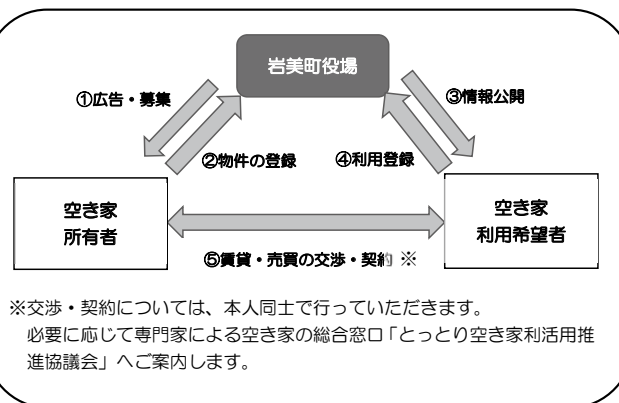 岩美町役場
①広告・募集
③情報公開
②物件の登録
④利用登録
空き家
所有者
空き家
利用希望者
⑤賃貸・売買の交渉・契約 ※
※交渉・契約については、本人同士で行っていただきます。
必要に応じて専門家による空き家の総合窓口「とっとり空き家利活用推
進協議会」へご案内します。